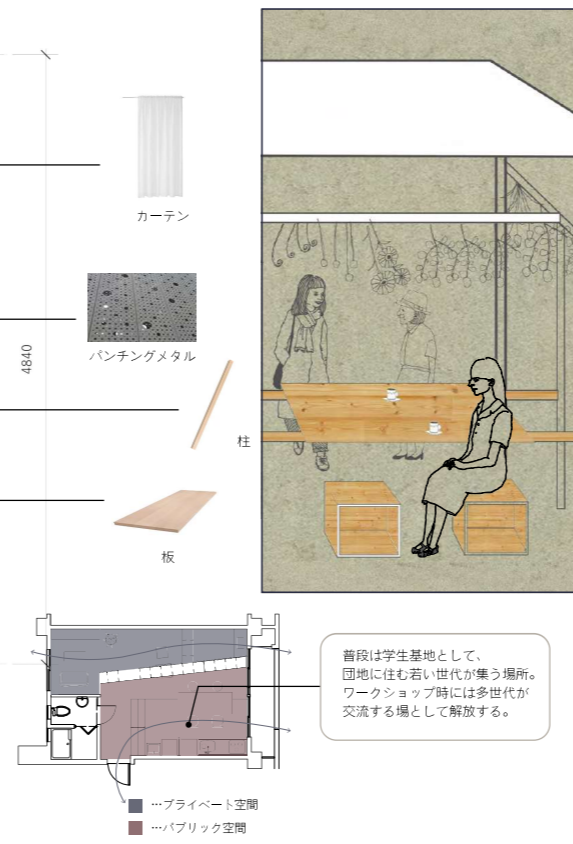 カーテン
パンチングメタル
4840
柱
板
普段は学生基地として、
団地に住む若い世代が集う場所。
ワークショップ時には多世代が
交流する場として解放する。
…プライベート空間
…パブリック空間